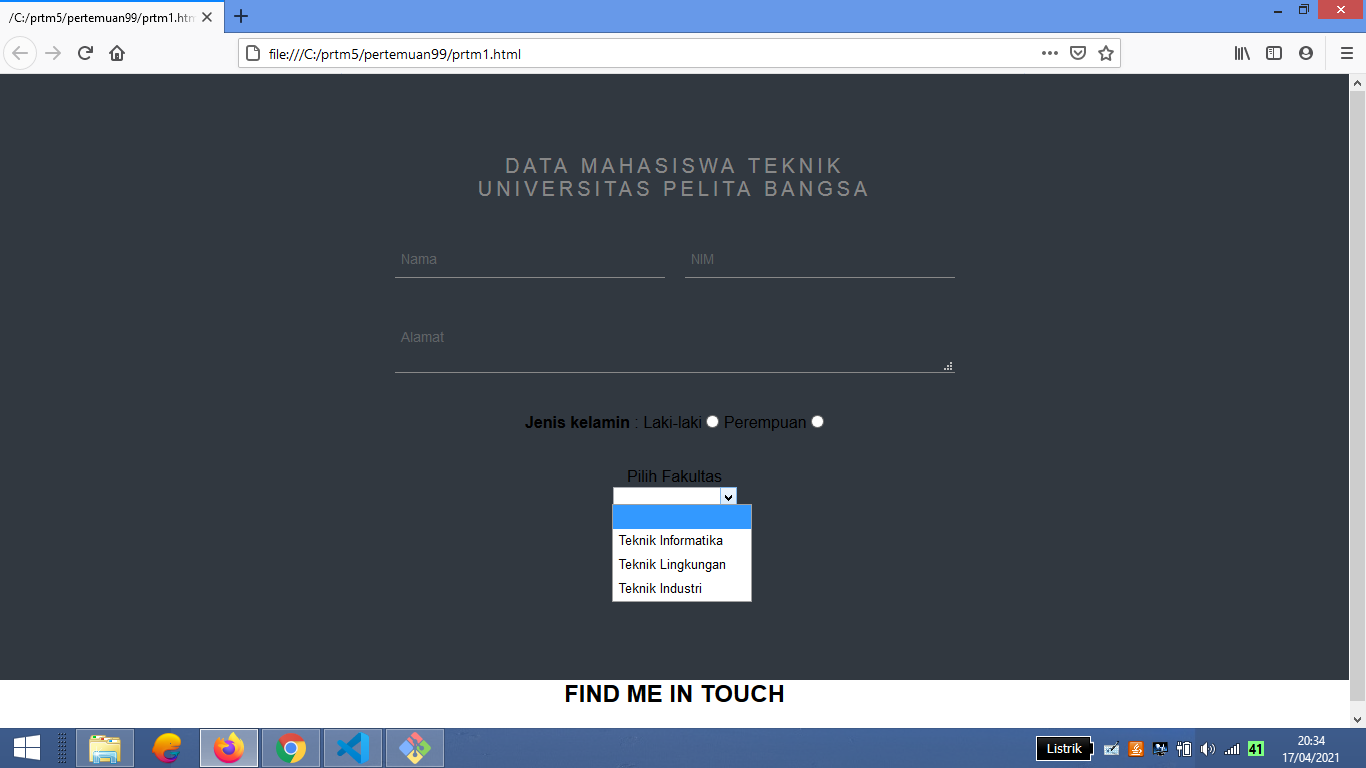 /C:/prtm5/pertemuan99/prtm1.htm
file:///C:/prtm5/pertemuan99/prtm1.html
DATA MAHASISWA TEKNIK
UNIVERSITAS PELITA BANGSA
Nama NIM
Alamat
Jenis kelamin : Laki-laki Perempuan
Pilih Fakultas
Teknik Informatika
Teknik Lingkungan
Teknik Industri
FIND ME IN TOUCH
Listrik
41
20:34
17/04/2021